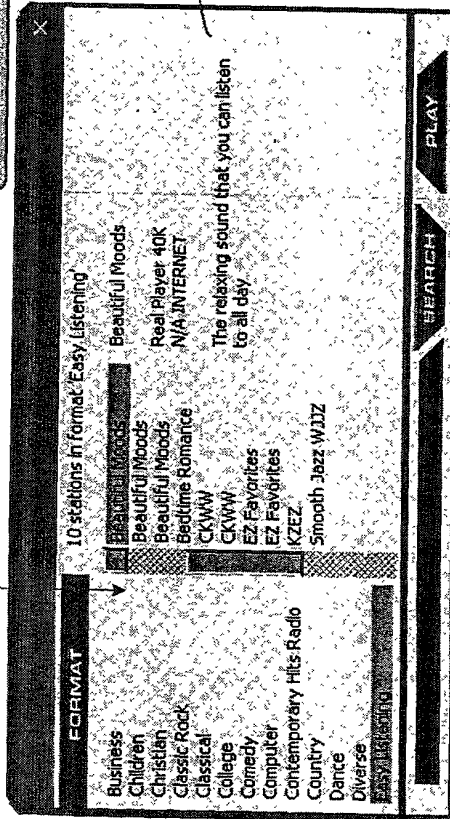 FORMAT
Business
Children
Christian
Classic Rock
Classical
College
Comedy
Computer
Contemporary Hits Radio
Country
Dance
Diverse
Easy Listening
10 stations in format 'Easy Listening'
Beautiful Moods
Beautiful Moods
Beautiful Moods
Bedtime Romance
CKWW
CKWW
EZ Favorites
EZ Favorites
KZEZ
Smooth Jazz WJJZ
Beautiful Moods
Real Player 40K
N/A, INTERNET
The relaxing sound that you can listen
to all day
SEARCH
PLAY